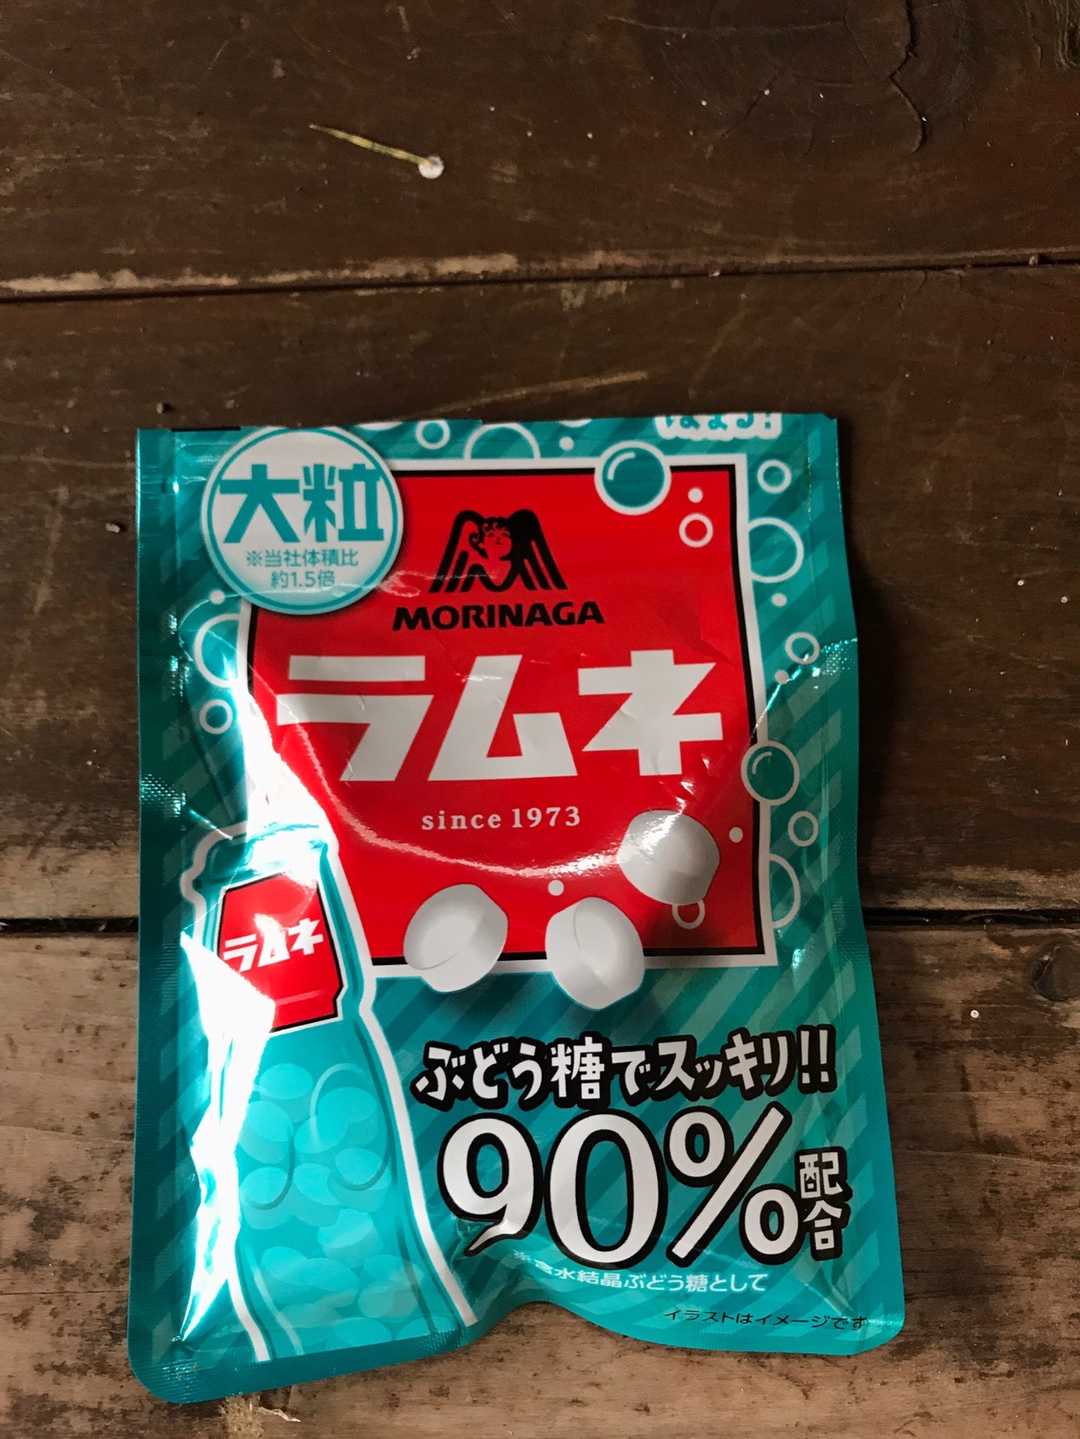 大粒
※当社体積比
約1.5倍
MORINAGA
ラムネ
since 1973
ラムネ
ぶどう糖でスッキリ!!
90%配合
※含水結晶ぶどう糖として
イラストはイメージです